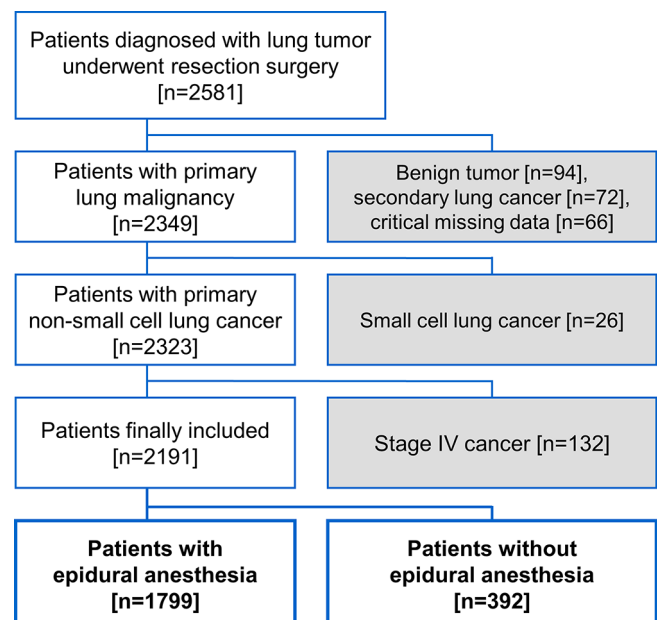 Patients diagnosed with lung tumor
underwent resection surgery
[n=2581]
Patients with primary
lung malignancy
[n=2349]
Benign tumor [n=94],
secondary lung cancer [n=72],
critical missing data [n=66]
Patients with primary
non-small cell lung cancer
[n=2323]
Small cell lung cancer [n=26]
Patients finally included
[n=2191]
Stage IV cancer [n=132]
Patients with
epidural anesthesia
[n=1799]
Patients without
epidural anesthesia
[n=392]